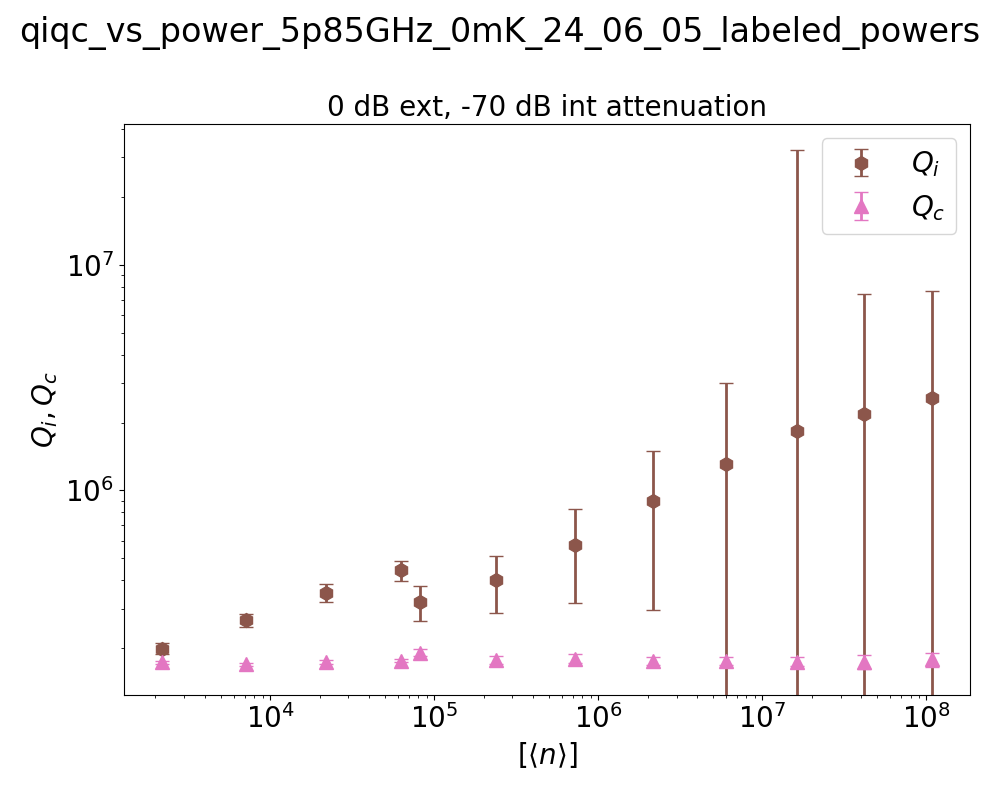 qiqc_vs_power_5p85GHz_0mK_24_06_05_labeled_powers
0 dB ext, -70 dB int attenuation
Q_i
Q_c
10^7
10^6
Q_i, Q_c
10^4 10^5 10^6 10^7 10^8
[⟨n⟩]